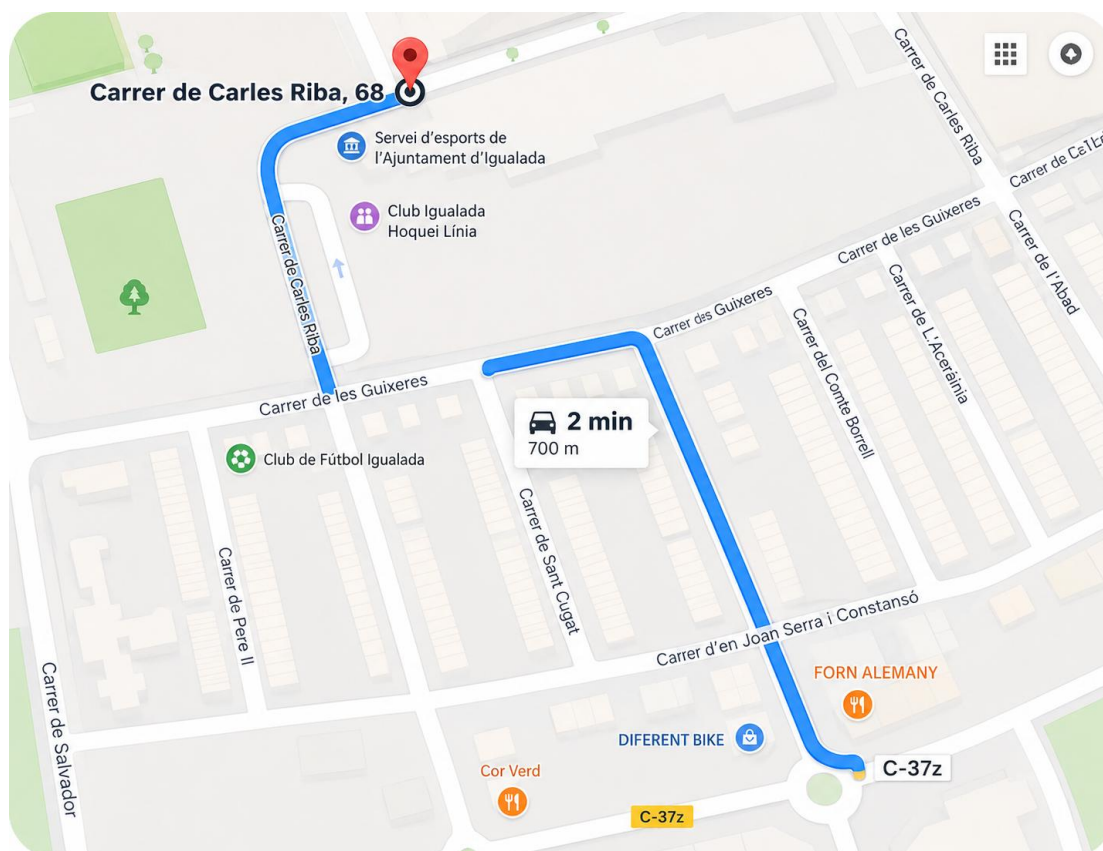 Carrer de Carles Riba, 68
Servei d'esports de
l'Ajuntament d'Igualada
Club Igualada
Hoquei Línia
Carrer de Carles Riba
Carrer de Carles Riba
Carrer de
Carrer de les Guixeres
Carrer des Guixeres
Carrer de les Guixeres
Carrer de l'Abad
Carrer de L'Aceràinia
Carrer del Comte Borrell
2 min
700 m
Club de Fútbol Igualada
Carrer de Sant Cugat
Carrer de Pere II
Carrer d'en Joan Serra i Constansó
Carrer de Salvador
FORN ALEMANY
DIFERENT BIKE
Cor Verd
C-37z
C-37z